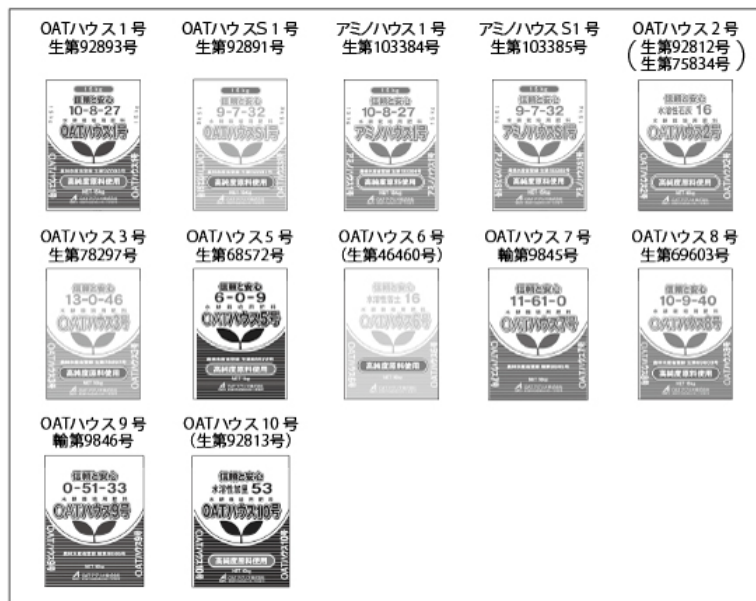 OATハウス1号
生第92893号
OATハウスS1号
生第92891号
アミノハウス1号
生第103384号
アミノハウスS1号
生第103385号
OATハウス2号
(生第92812号
生第75834号)
15kg
信頼と安心
10-8-27
OATハウス1号
高純度原料使用
信頼と安心
9-7-32
OATハウスS1号
高純度原料使用
15kg
信頼と安心
10-8-27
アミノハウス1号
高純度原料使用
15kg
信頼と安心
9-7-32
アミノハウスS1号
高純度原料使用
信頼と安心
水溶性石灰 16
OATハウス2号
高純度原料使用
OATハウス3号
生第78297号
OATハウス5号
生第68572号
OATハウス6号
(生第46460号)
OATハウス7号
輸第9845号
OATハウス8号
生第69603号
信頼と安心
13-0-46
OATハウス3号
高純度原料使用
信頼と安心
6-0-9
OATハウス5号
高純度原料使用
信頼と安心
水溶性苦土 16
OATハウス6号
高純度原料使用
信頼と安心
11-61-0
OATハウス7号
信頼と安心
10-9-40
OATハウス8号
高純度原料使用
OATハウス9号
輸第9846号
OATハウス10号
(生第92813号)
信頼と安心
0-51-33
OATハウス9号
信頼と安心
水溶性加里 53
OATハウス10号
高純度原料使用